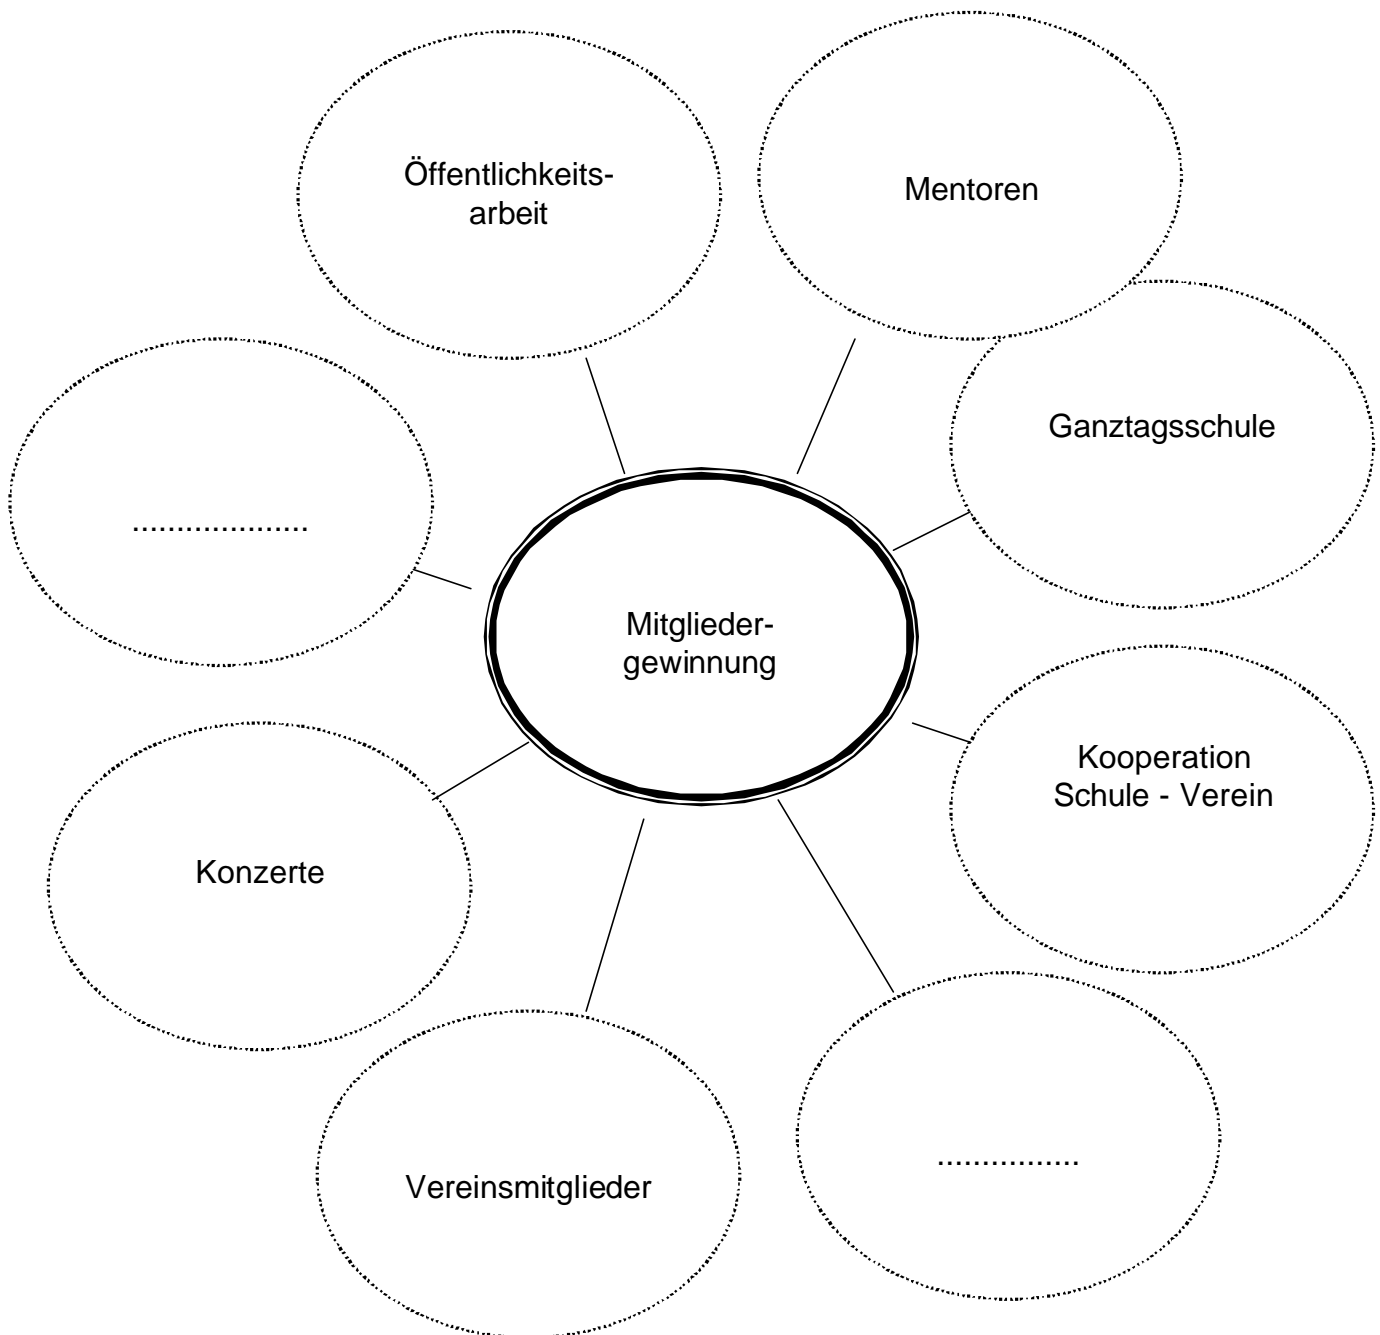 Öffentlichkeits-
arbeit
Mentoren
Ganztagsschule
....................
Mitglieder-
gewinnung
Kooperation
Schule - Verein
Konzerte
Vereinsmitglieder
................